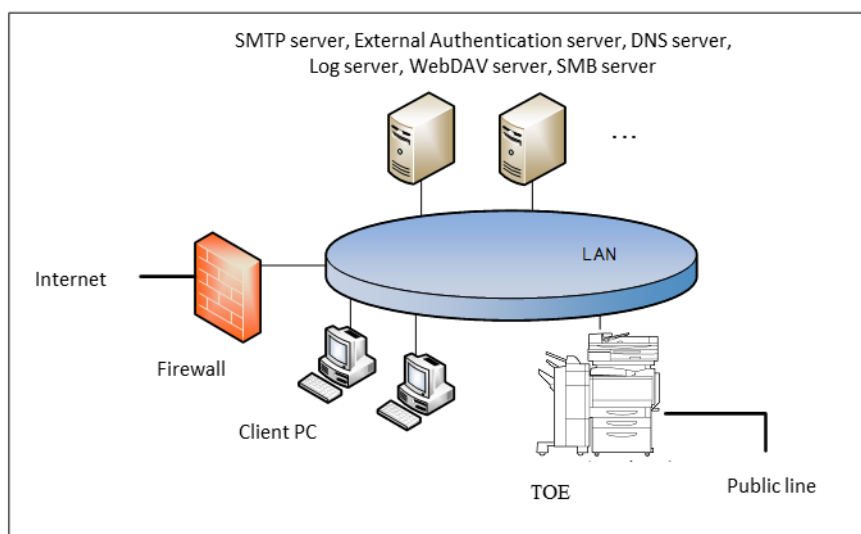 SMTP server, External Authentication server, DNS server,
Log server, WebDAV server, SMB server
...
LAN
Internet
Firewall
Client PC
TOE
Public line